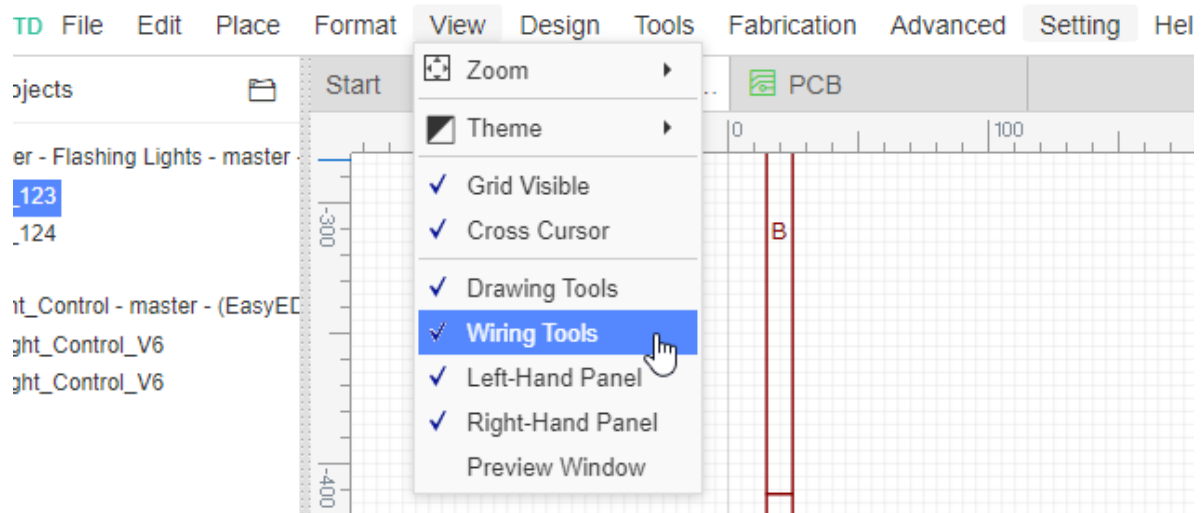 TD File Edit Place Format View Design Tools Fabrication Advanced Setting Hel
ojects
Start
..
PCB
Zoom
Theme
Grid Visible
Cross Cursor
Drawing Tools
Wiring Tools
Left-Hand Panel
Right-Hand Panel
Preview Window
er - Flashing Lights - master -
_123
_124
nt_Control - master - (EasyED
ght_Control_V6
ght_Control_V6
0
100
-300
-400
B